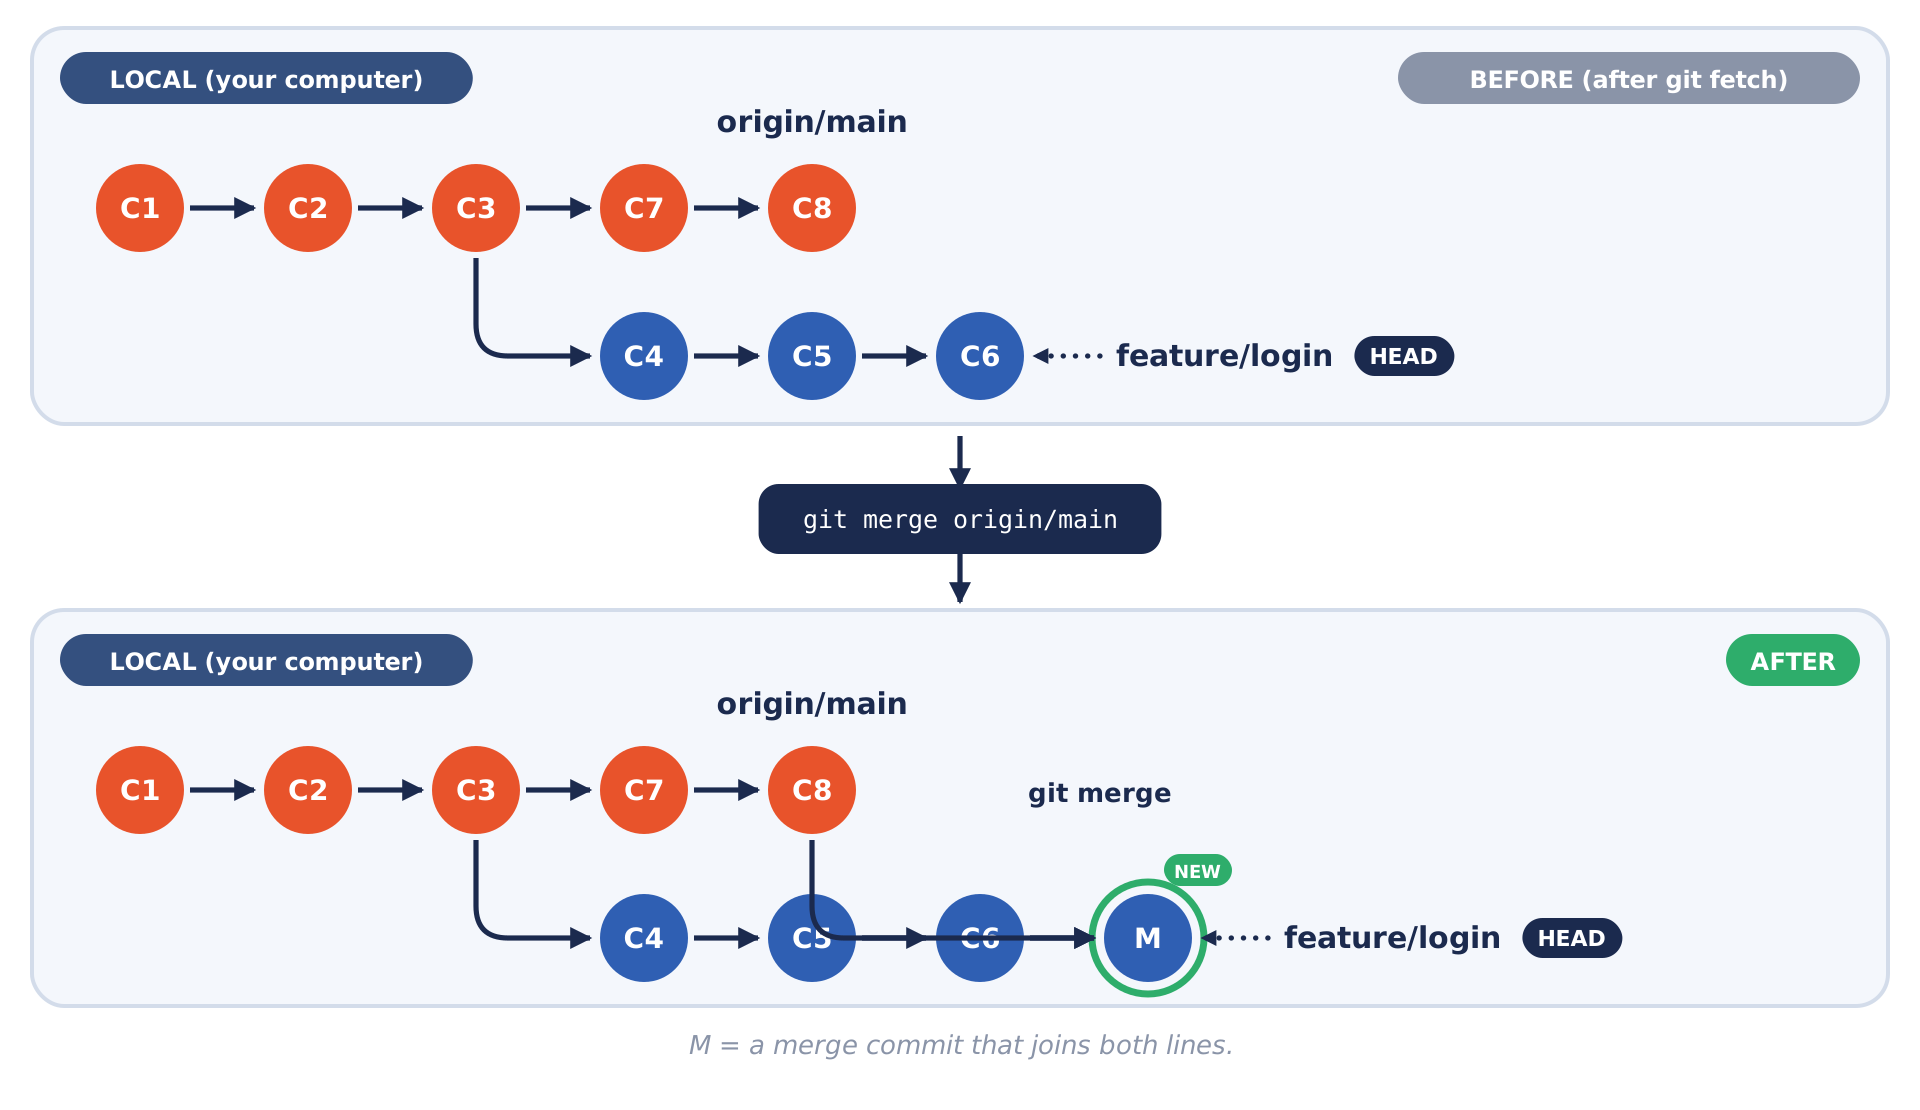 LOCAL (your computer)
BEFORE (after git fetch)
origin/main
C1 C2 C3 C7 C8
C4 C5 C6 feature/login HEAD
git merge origin/main
LOCAL (your computer)
AFTER
origin/main
C1 C2 C3 C7 C8
git merge
NEW
C4 C5 C6 M feature/login HEAD
M = a merge commit that joins both lines.